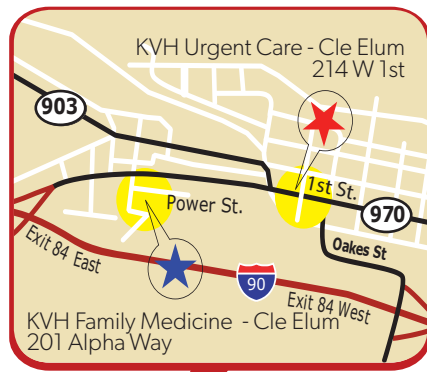 KVH Urgent Care - Cle Elum
214 W 1st
903
1st St.
Power St.
970
Oakes St
Exit 84 East
90
Exit 84 West
KVH Family Medicine - Cle Elum
201 Alpha Way